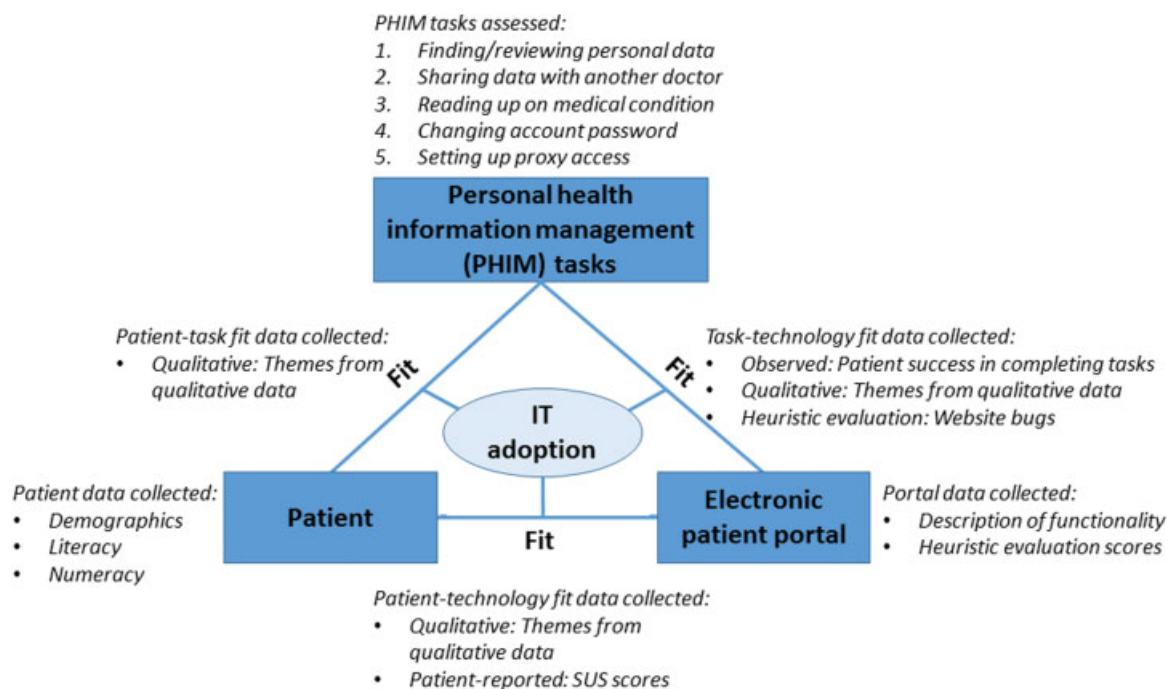 PHIM tasks assessed:
1. Finding/reviewing personal data
2. Sharing data with another doctor
3. Reading up on medical condition
4. Changing account password
5. Setting up proxy access
Personal health
information management
(PHIM) tasks
Patient-task fit data collected:
• Qualitative: Themes from
qualitative data
Fit
Task-technology fit data collected:
• Observed: Patient success in completing tasks
• Qualitative: Themes from qualitative data
• Heuristic evaluation: Website bugs
Fit
IT
adoption
Patient data collected:
• Demographics
• Literacy
• Numeracy
Patient
Fit
Electronic
patient portal
Portal data collected:
• Description of functionality
• Heuristic evaluation scores
Patient-technology fit data collected:
• Qualitative: Themes from
qualitative data
• Patient-reported: SUS scores